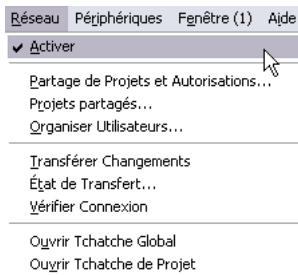 Réseau Périphériques Fenêtre (1) Aide
Activer
Partage de Projets et Autorisations...
Projets partagés...
Organiser Utilisateurs...
Transférer Changements
État de Transfert...
Vérifier Connexion
Ouvrir Tchatche Global
Ouvrir Tchatche de Projet